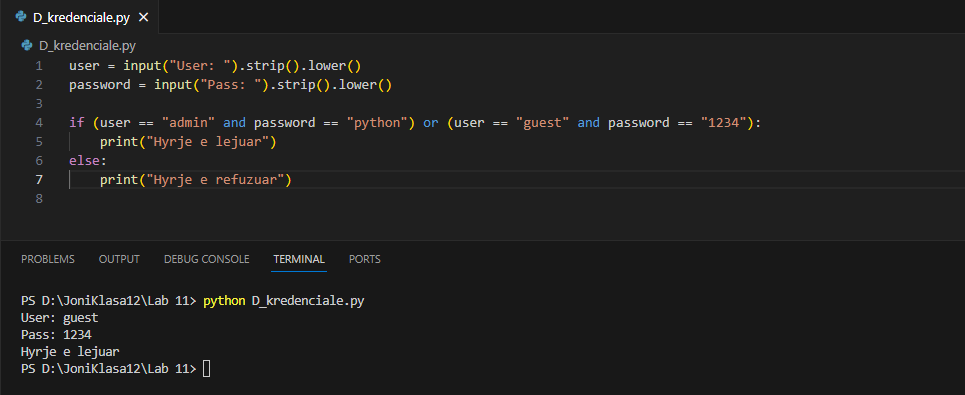 D_kredenciale.py
D_kredenciale.py
1 user = input("User: ").strip().lower()
2 password = input("Pass: ").strip().lower()
3
4 if (user == "admin" and password == "python") or (user == "guest" and password == "1234"):
5     print("Hyrje e lejuar")
6 else:
7     print("Hyrje e refuzuar")
8
PROBLEMS OUTPUT DEBUG CONSOLE TERMINAL PORTS
PS D:\JoniKlasa12\Lab 11> python D_kredenciale.py
User: guest
Pass: 1234
Hyrje e lejuar
PS D:\JoniKlasa12\Lab 11>